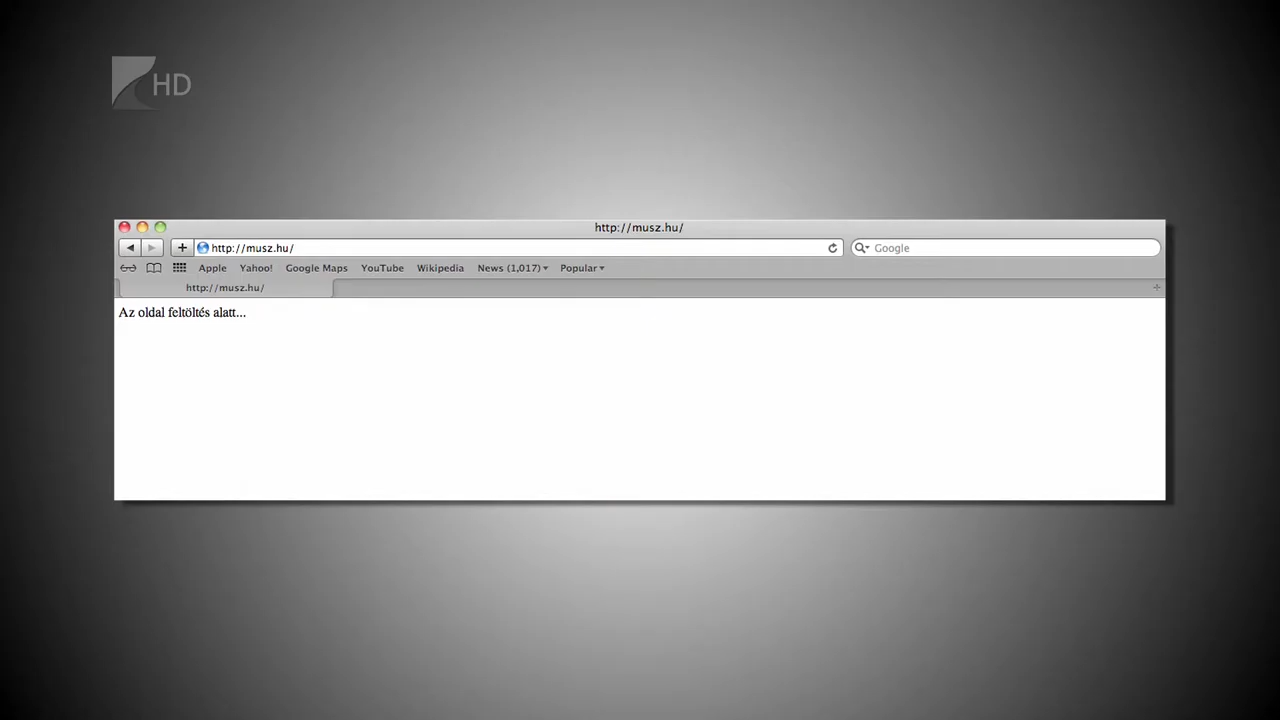 HD
http://musz.hu/
http://musz.hu/
Google
Apple Yahoo! Google Maps YouTube Wikipedia News (1,017) Popular
http://musz.hu/
Az oldal feltöltés alatt...